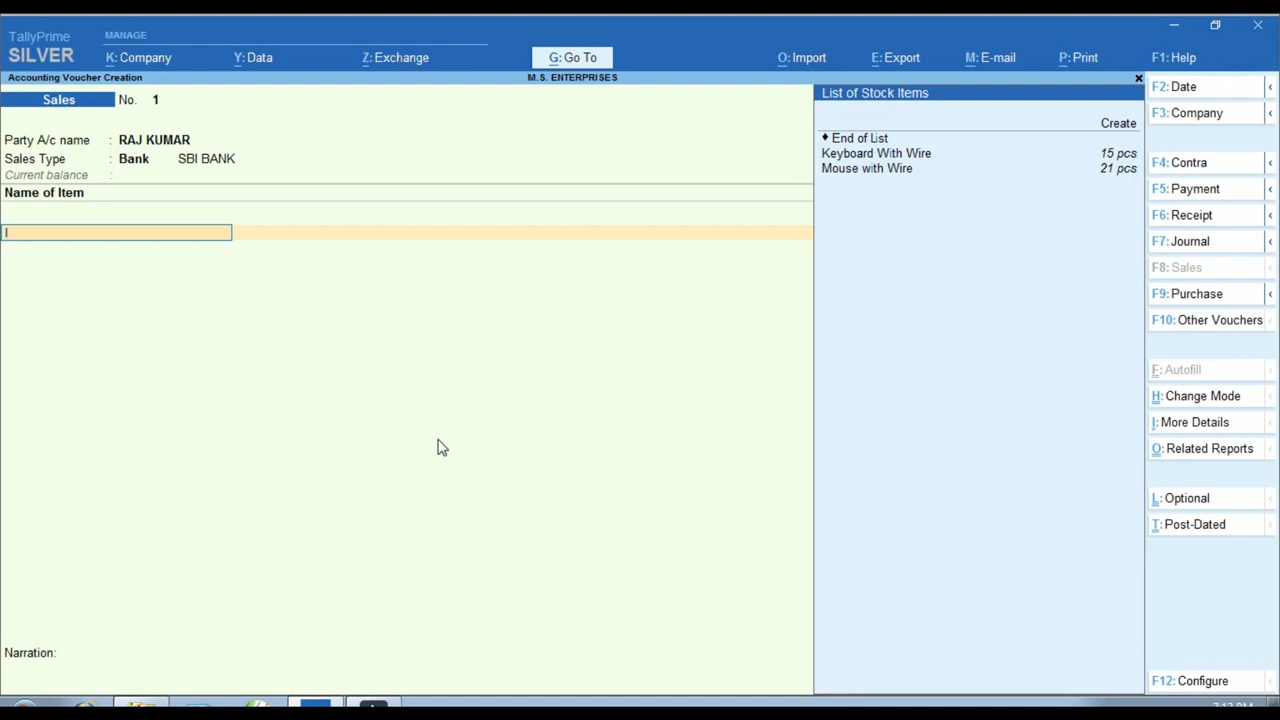 TallyPrime
SILVER
MANAGE
K: Company
Y: Data
Z: Exchange
G: Go To
O: Import
E: Export
M: E-mail
P: Print
F1: Help
Accounting Voucher Creation
M.S. ENTERPRISES
Sales No. 1
Party A/c name : RAJ KUMAR
Sales Type : Bank SBI BANK
Current balance :
Name of Item
Narration:
List of Stock Items
Create
♦ End of List
Keyboard With Wire 15 pcs
Mouse with Wire 21 pcs
F2: Date
F3: Company
F4: Contra
F5: Payment
F6: Receipt
F7: Journal
F8: Sales
F9: Purchase
F10: Other Vouchers
F: Autofill
H: Change Mode
I: More Details
O: Related Reports
L: Optional
T: Post-Dated
F12: Configure